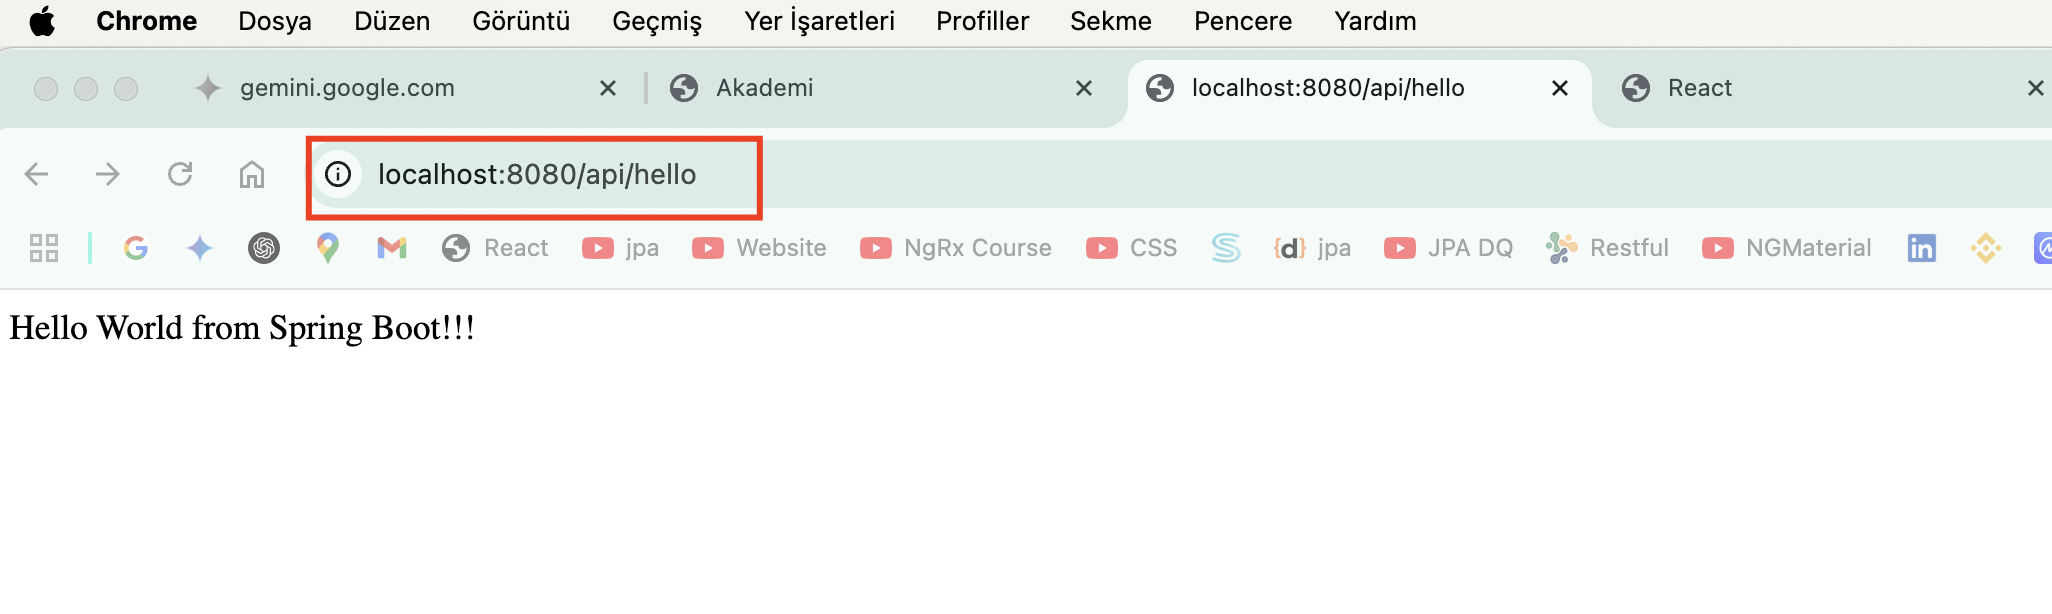 Chrome Dosya Düzen Görüntü Geçmiş Yer İşaretleri Profiller Sekme Pencere Yardım
gemini.google.com Akademi localhost:8080/api/hello React
localhost:8080/api/hello
React jpa Website NgRx Course CSS {d} jpa JPA DQ Restful NGMaterial in
Hello World from Spring Boot!!!